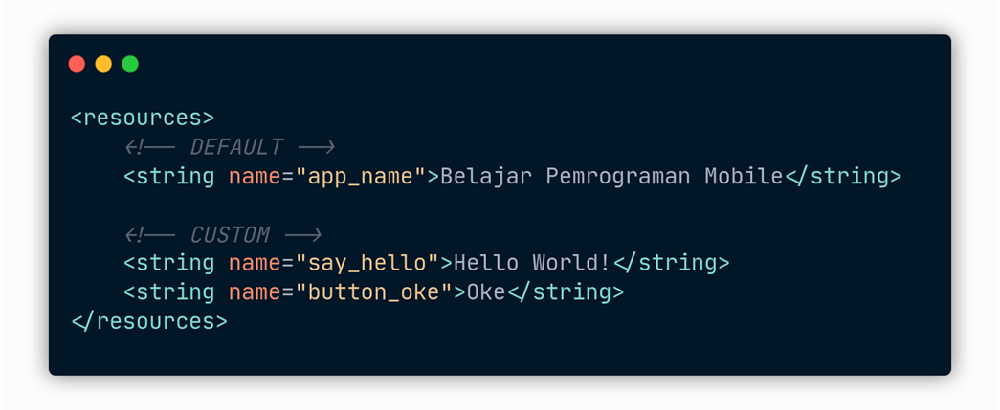 <resources>
    <!-- DEFAULT -->
    <string name="app_name">Belajar Pemrograman Mobile</string>

    <!-- CUSTOM -->
    <string name="say_hello">Hello World!</string>
    <string name="button_oke">Oke</string>
</resources>